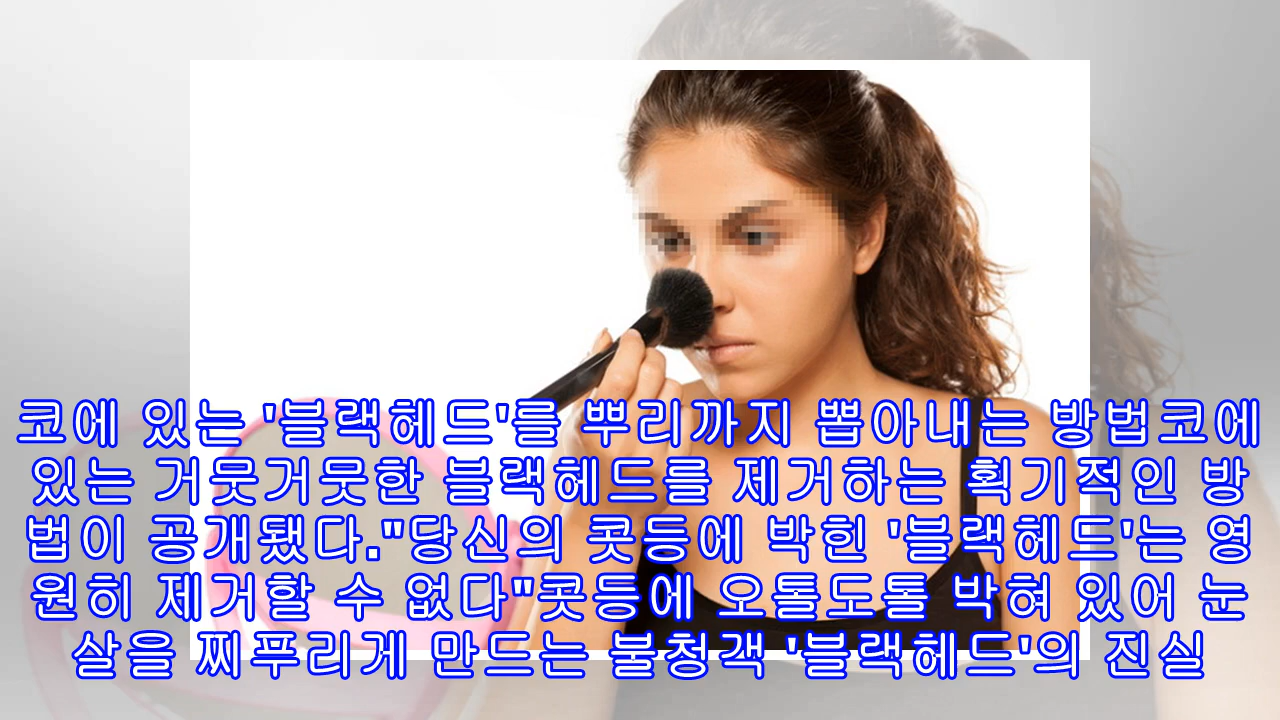 코에 있는 '블랙헤드'를 뿌리까지 뽑아내는 방법코에
있는 거뭇거뭇한 블랙헤드를 제거하는 획기적인 방
법이 공개됐다."당신의 콧등에 박힌 '블랙헤드'는 영
원히 제거할 수 없다"콧등에 오톨도톨 박혀 있어 눈
살을 찌푸리게 만드는 불청객 '블랙헤드'의 진실